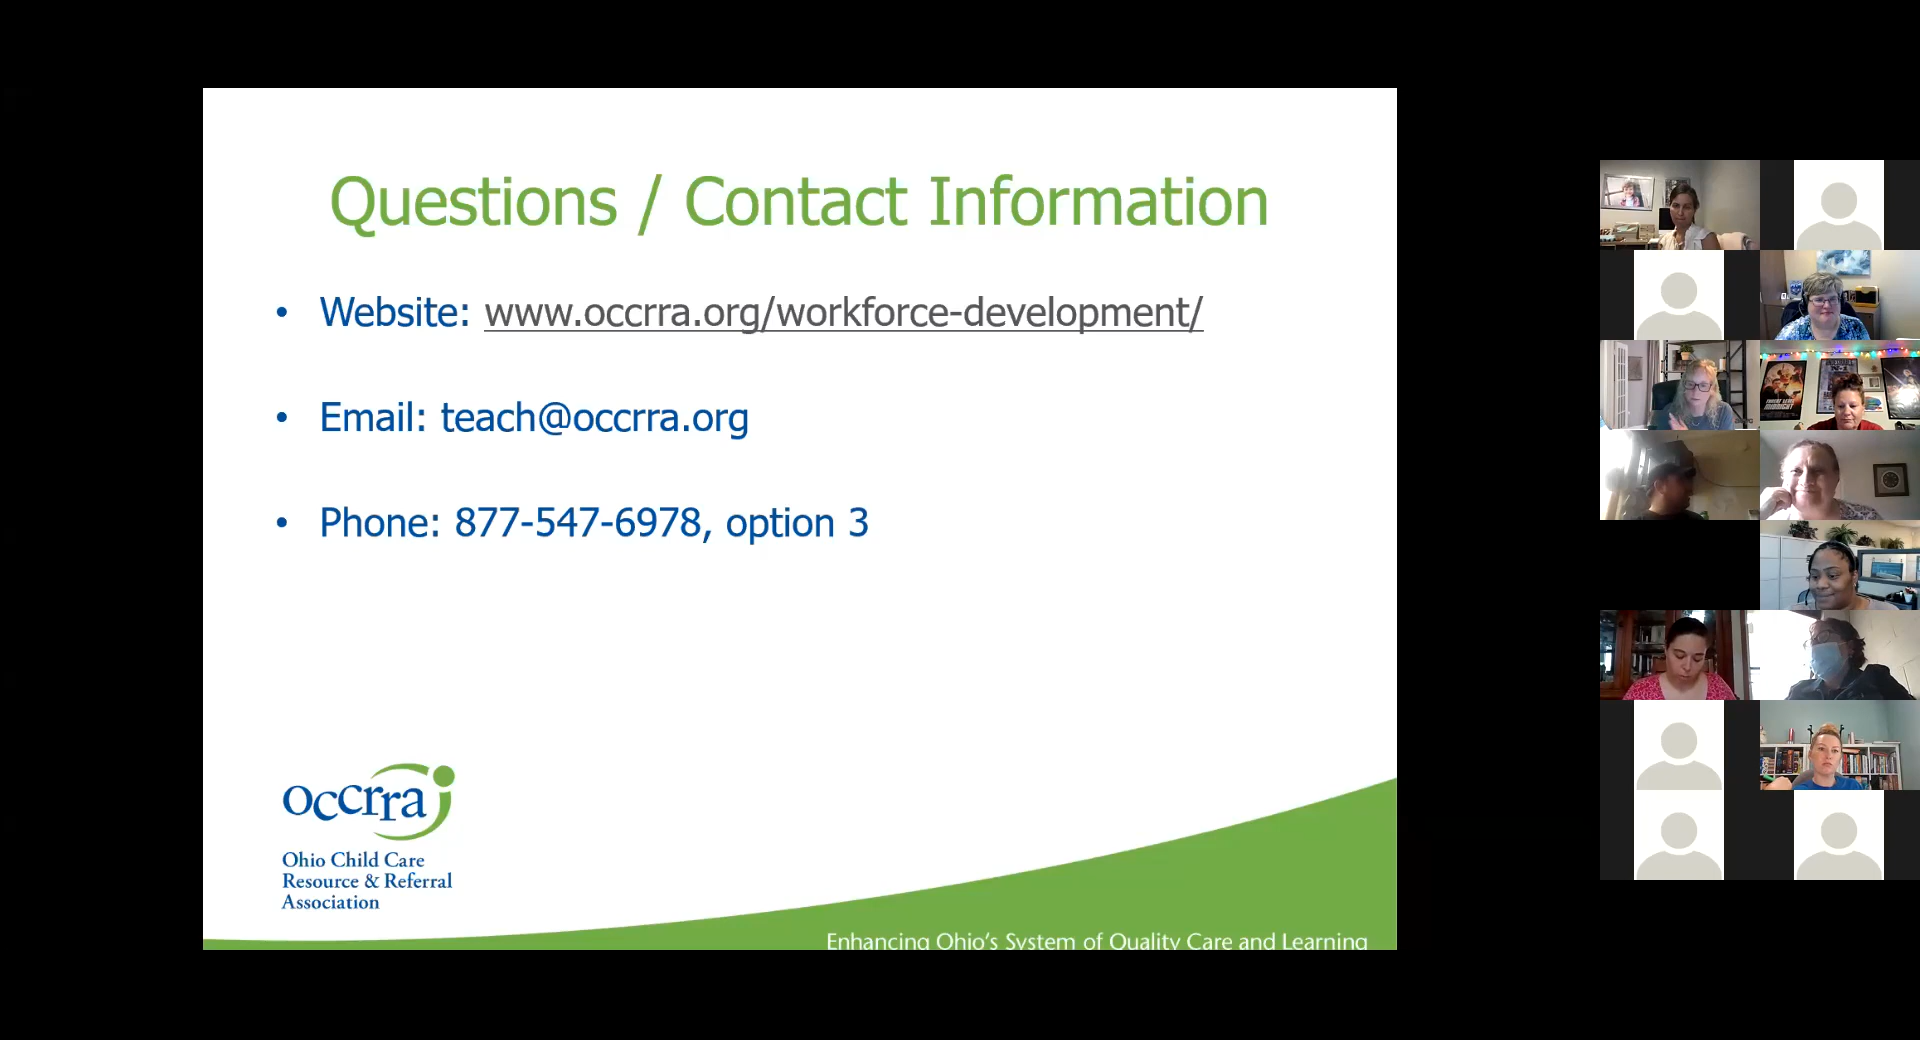 Questions / Contact Information
• Website: www.occrra.org/workforce-development/
• Email: teach@occrra.org
• Phone: 877-547-6978, option 3
occrra
Ohio Child Care
Resource & Referral
Association
Enhancing Ohio's System of Quality Care and Learning